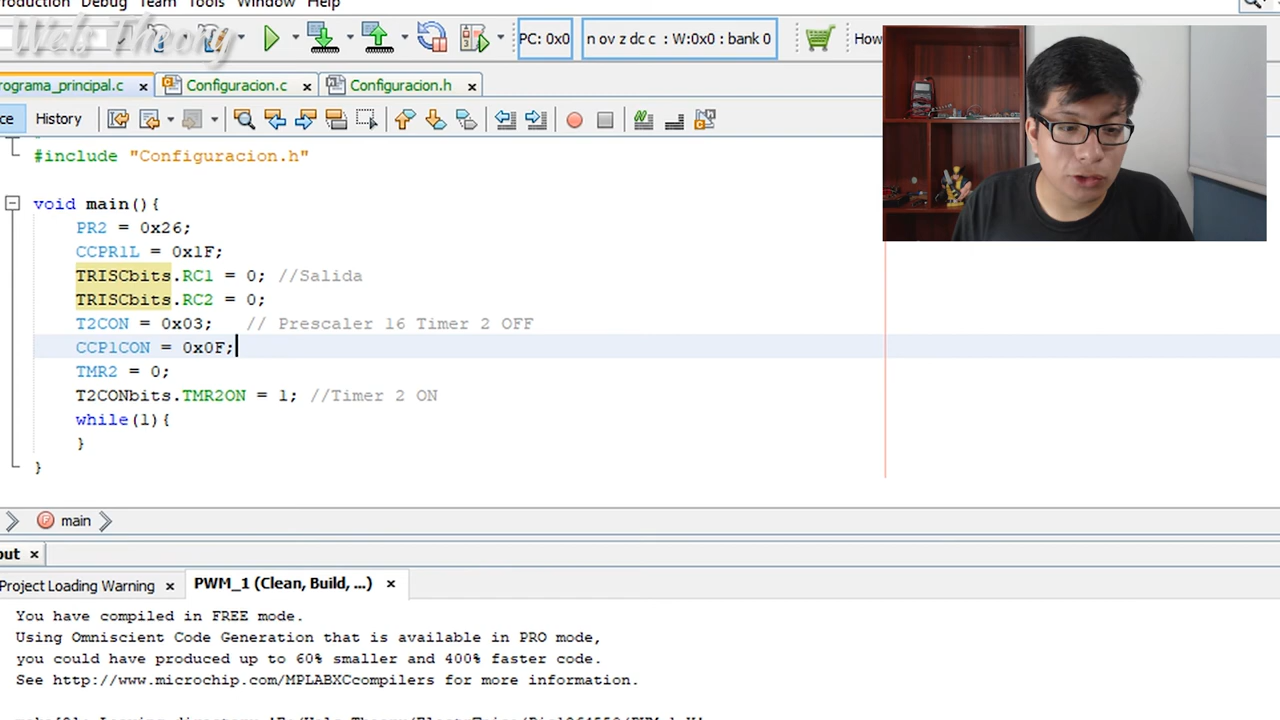 Production Debug Team Tools Window Help
Wels Theory
PC: 0x0
n ov z dc c : W:0x0 : bank 0
How
rograma_principal.c
Configuracion.c
Configuracion.h
ce
History
#include "Configuracion.h"
void main(){
PR2 = 0x26;
CCPR1L = 0x1F;
TRISCbits.RC1 = 0; //Salida
TRISCbits.RC2 = 0;
T2CON = 0x03; // Prescaler 16 Timer 2 OFF
CCP1CON = 0x0F;
TMR2 = 0;
T2CONbits.TMR2ON = 1; //Timer 2 ON
while(1){
}
}
main
put
Project Loading Warning
PWM_1 (Clean, Build, ...)
You have compiled in FREE mode.
Using Omniscient Code Generation that is available in PRO mode,
you could have produced up to 60% smaller and 400% faster code.
See http://www.microchip.com/MPLABXCcompilers for more information.